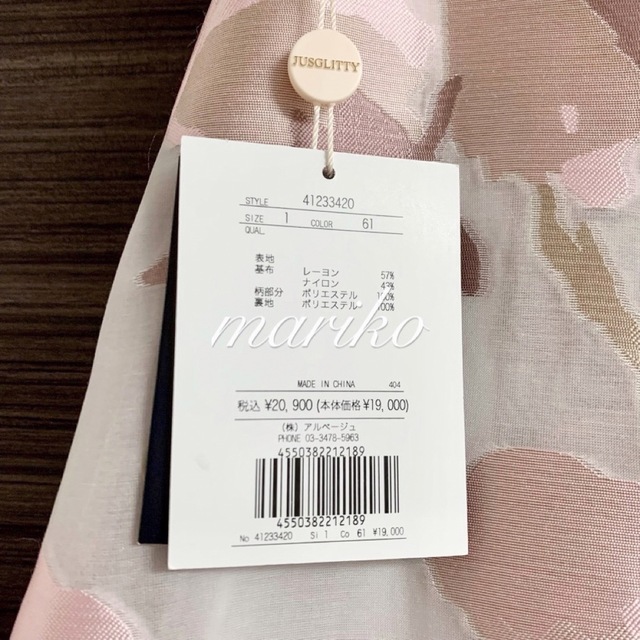 JUSGLITTY
STYLE 41233420
SIZE 1 COLOR 61
QUAL
表地
基布 レーヨン 57%
ナイロン 43%
柄部分 ポリエステル 100%
裏地 ポリエステル 100%
mariko
MADE IN CHINA 404
税込 ¥20,900 (本体価格 ¥19,000)
(株) アルページュ
PHONE 03-3478-5963
4550382212189
4550382212189
No 41233420 Si 1 Co 61 ¥19,000